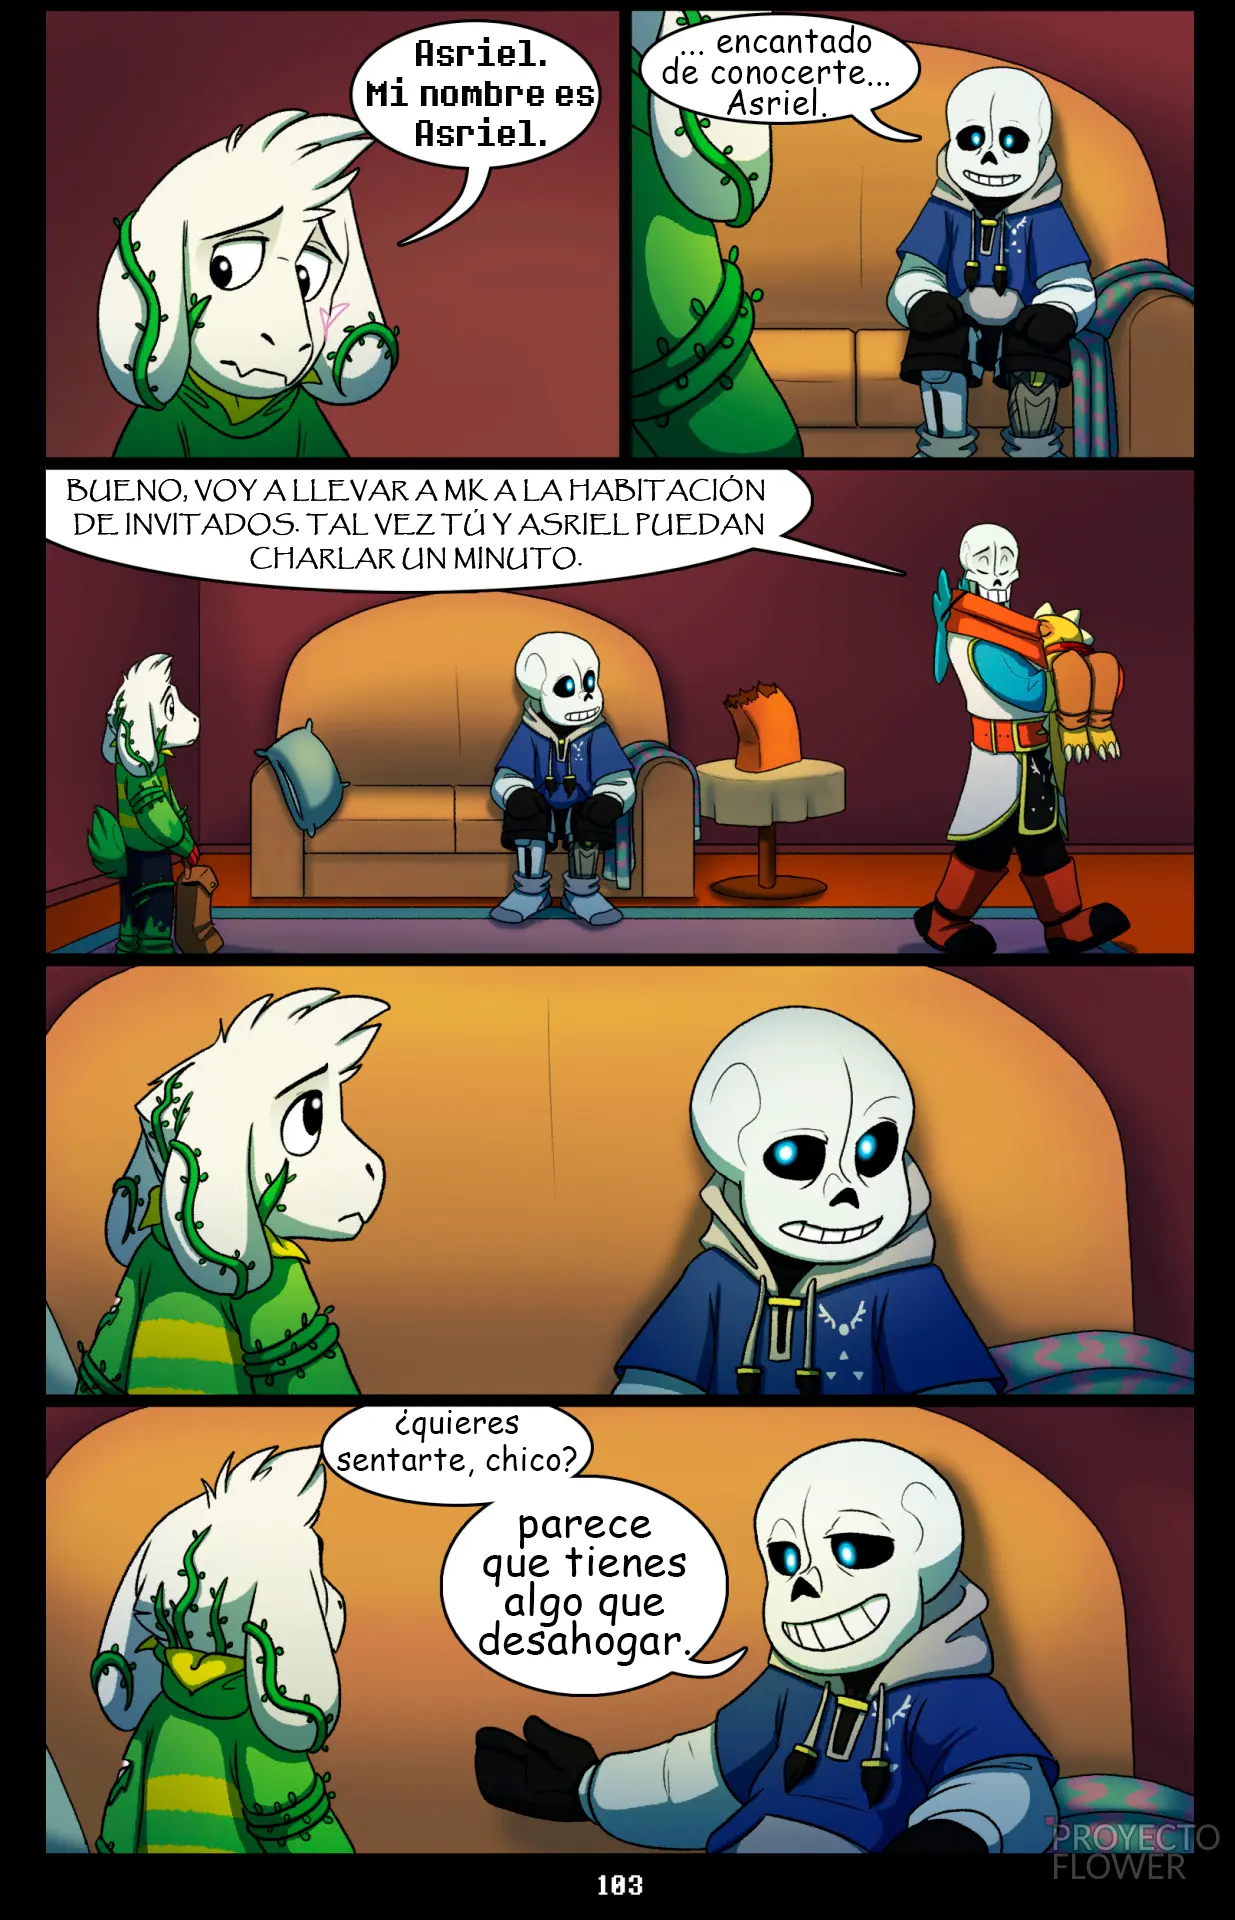 Asriel.
Mi nombre es
Asriel.
... encantado
de conocerte...
Asriel.
BUENO, VOY A LLEVAR A MK A LA HABITACIÓN
DE INVITADOS. TAL VEZ TÚ Y ASRIEL PUEDAN
CHARLAR UN MINUTO.
¿quieres
sentarte, chico?
parece
que tienes
algo que
desahogar.
PROYECTO
FLOWER
103